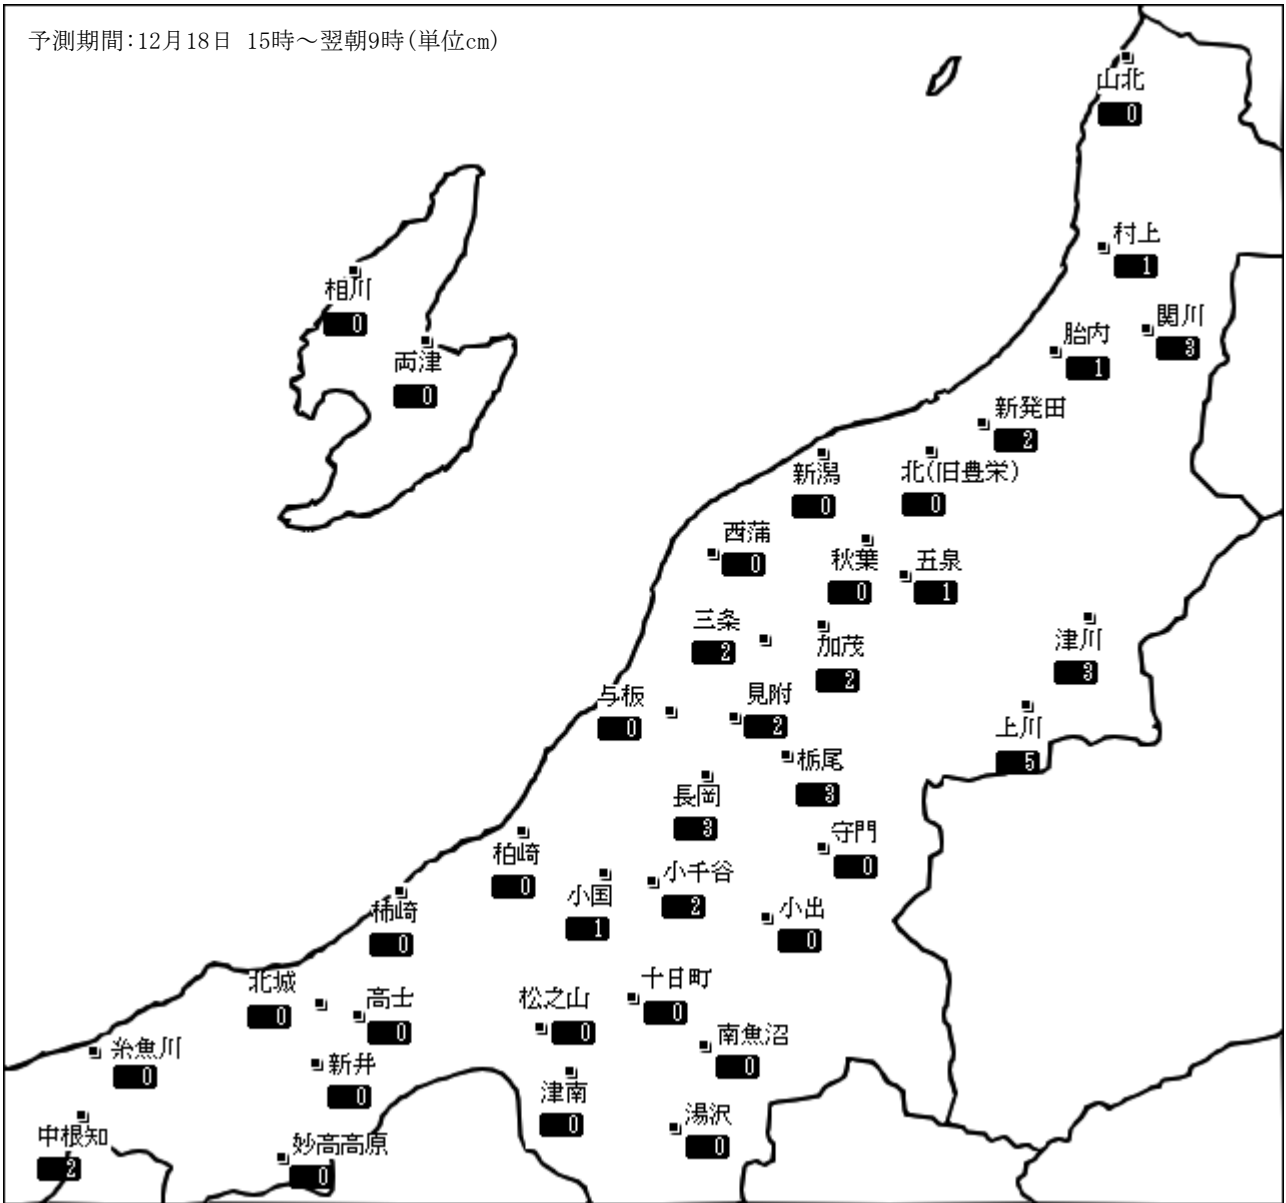 予測期間:12月18日 15時～翌朝9時(単位cm)
山北
0
村上
1
相川
0
関川
3
胎内
1
両津
0
新発田
2
新潟
0
北(旧豊栄)
0
西蒲
0
秋葉
0
五泉
1
三条
2
加茂
2
津川
3
与板
0
見附
2
上川
5
栃尾
3
長岡
3
守門
0
柏崎
0
小千谷
2
小国
1
小出
0
柿崎
0
北城
0
高士
0
松之山
0
十日町
0
南魚沼
0
糸魚川
0
新井
0
津南
0
湯沢
0
中根知
2
妙高高原
0